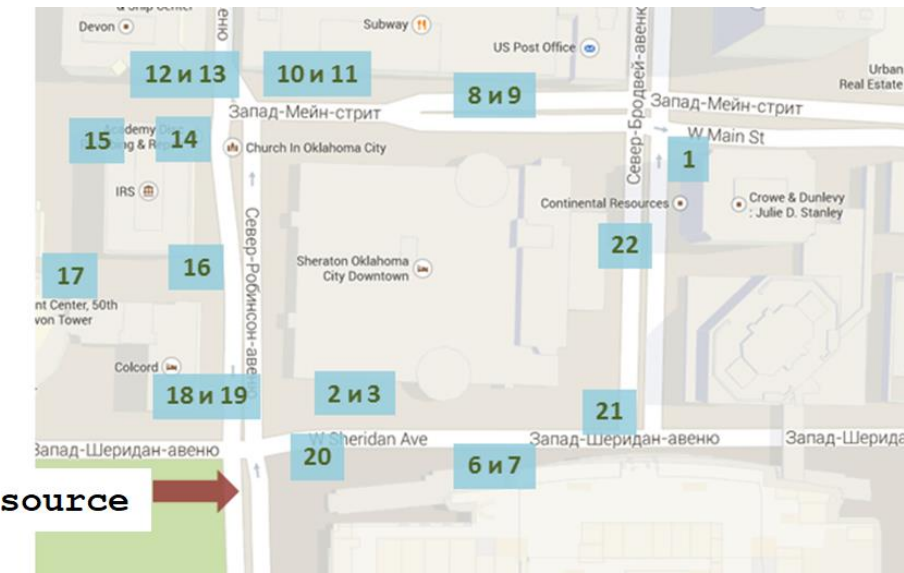 & Ship Center
Devon
Subway
US Post Office
Urban
Real Estate
12 и 13
10 и 11
8 и 9
Запад-Мейн-стрит
Запад-Мейн-стрит
W Main St
15
14
Church In Oklahoma City
1
IRS
Север-Бродвей-авеню
Continental Resources
Crowe & Dunlevy
: Julie D. Stanley
22
17
16
Север-Робинсон-авеню
Sheraton Oklahoma
City Downtown
nt Center, 50th
von Tower
Colcord
18 и 19
2 и 3
21
Запад-Шеридан-авеню
W Sheridan Ave
Запад-Шеридан-авеню
Запад-Шерида
20
6 и 7
source